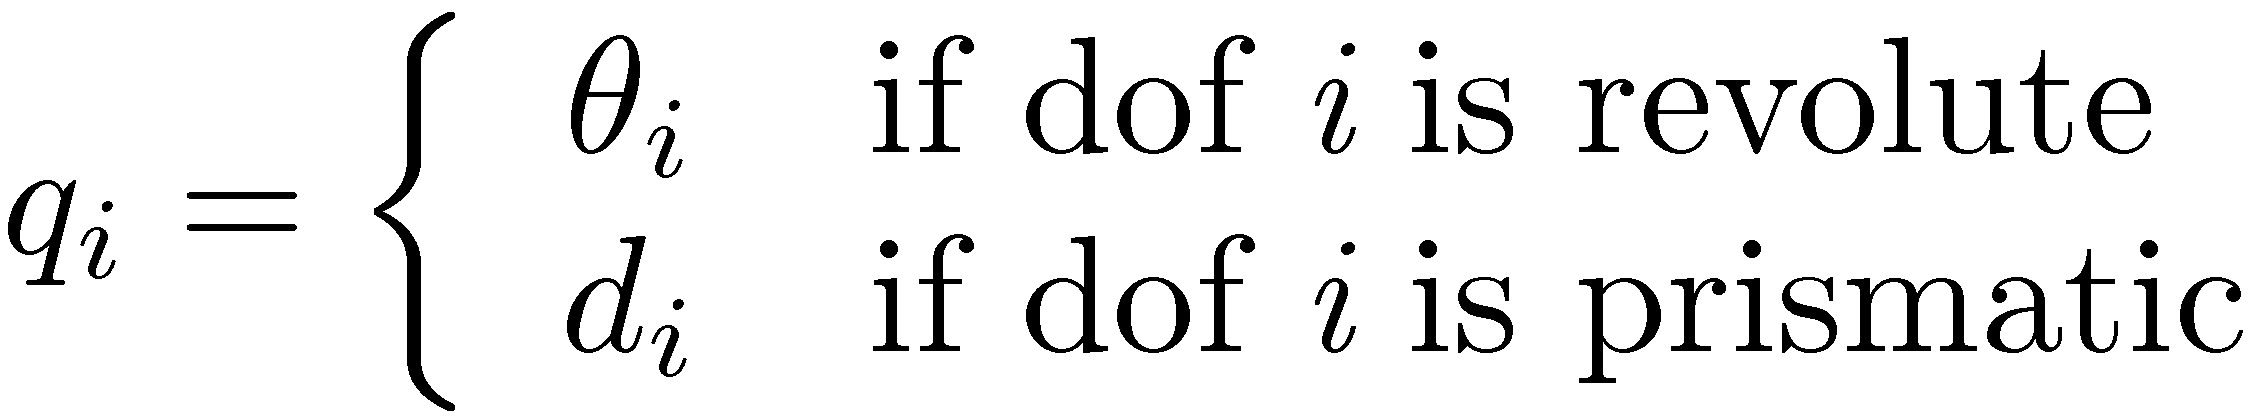 q_i = { θ_i if dof i is revolute
d_i if dof i is prismatic